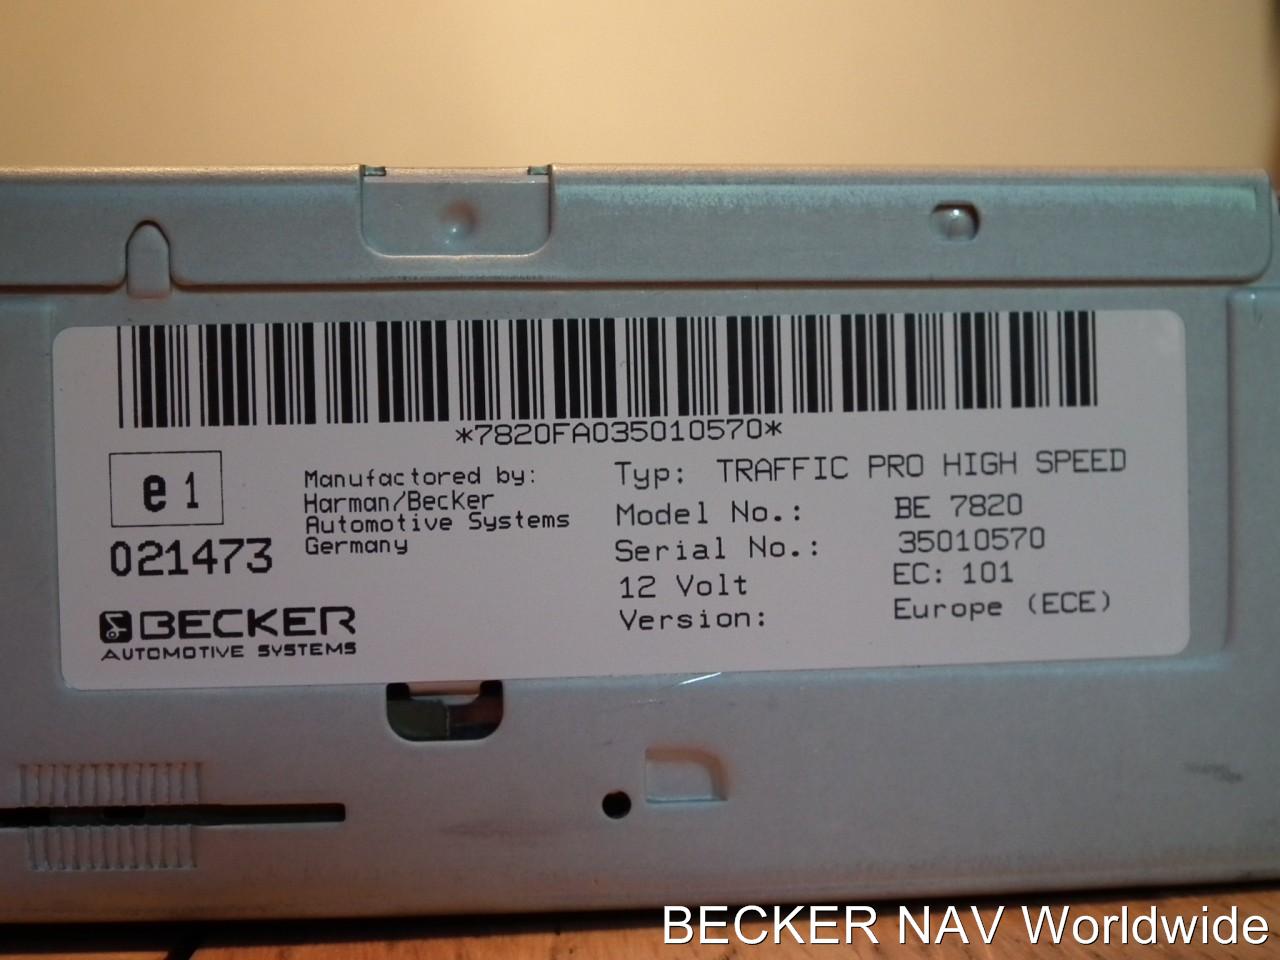 *7820FA035010570*
e1
021473
Manufactored by:
Harman/Becker
Automotive Systems
Germany
BECKER
AUTOMOTIVE SYSTEMS
Typ: TRAFFIC PRO HIGH SPEED
Model No.: BE 7820
Serial No.: 35010570
12 Volt EC: 101
Version: Europe (ECE)
BECKER NAV Worldwide